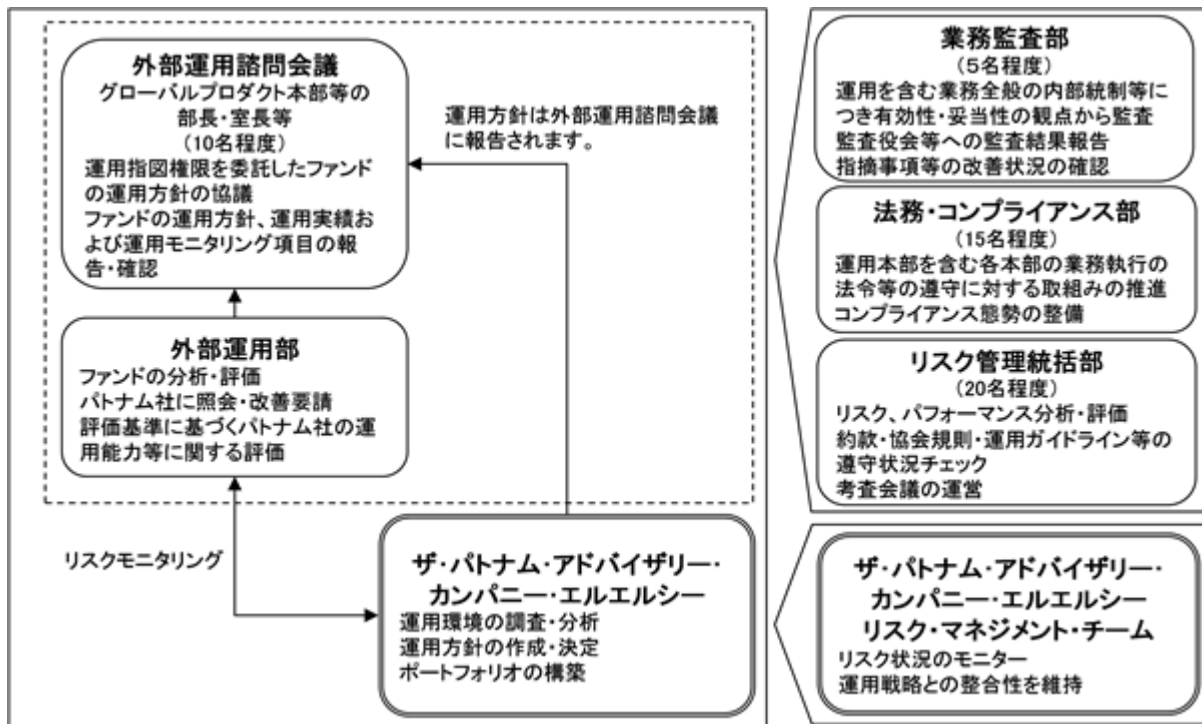 外部運用諮問会議
グローバルプロダクト本部等の
部長・室長等
(10名程度)
運用指図権限を委託したファンド
の運用方針の協議
ファンドの運用方針、運用実績お
よび運用モニタリング項目の報
告・確認
運用方針は外部運用諮問会議
に報告されます。
外部運用部
ファンドの分析・評価
パトナム社に照会・改善要請
評価基準に基づくパトナム社の運
用能力等に関する評価
リスクモニタリング
ザ・パトナム・アドバイザリー・
カンパニー・エルエルシー
運用環境の調査・分析
運用方針の作成・決定
ポートフォリオの構築
業務監査部
(5名程度)
運用を含む業務全般の内部統制等に
つき有効性・妥当性の観点から監査
監査役会等への監査結果報告
指摘事項等の改善状況の確認
法務・コンプライアンス部
(15名程度)
運用本部を含む各本部の業務執行の
法令等の遵守に対する取組みの推進
コンプライアンス態勢の整備
リスク管理統括部
(20名程度)
リスク、パフォーマンス分析・評価
約款・協会規則・運用ガイドライン等の
遵守状況チェック
考査会議の運営
ザ・パトナム・アドバイザリー・
カンパニー・エルエルシー
リスク・マネジメント・チーム
リスク状況のモニター
運用戦略との整合性を維持